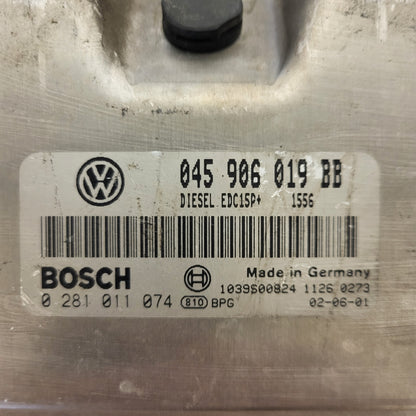 045 906 019 BB
DIESEL EDC15P+ 1556
BOSCH
Made in Germany
1039S00824 1126 0273
0 281 011 074 810 BPG
02-06-01